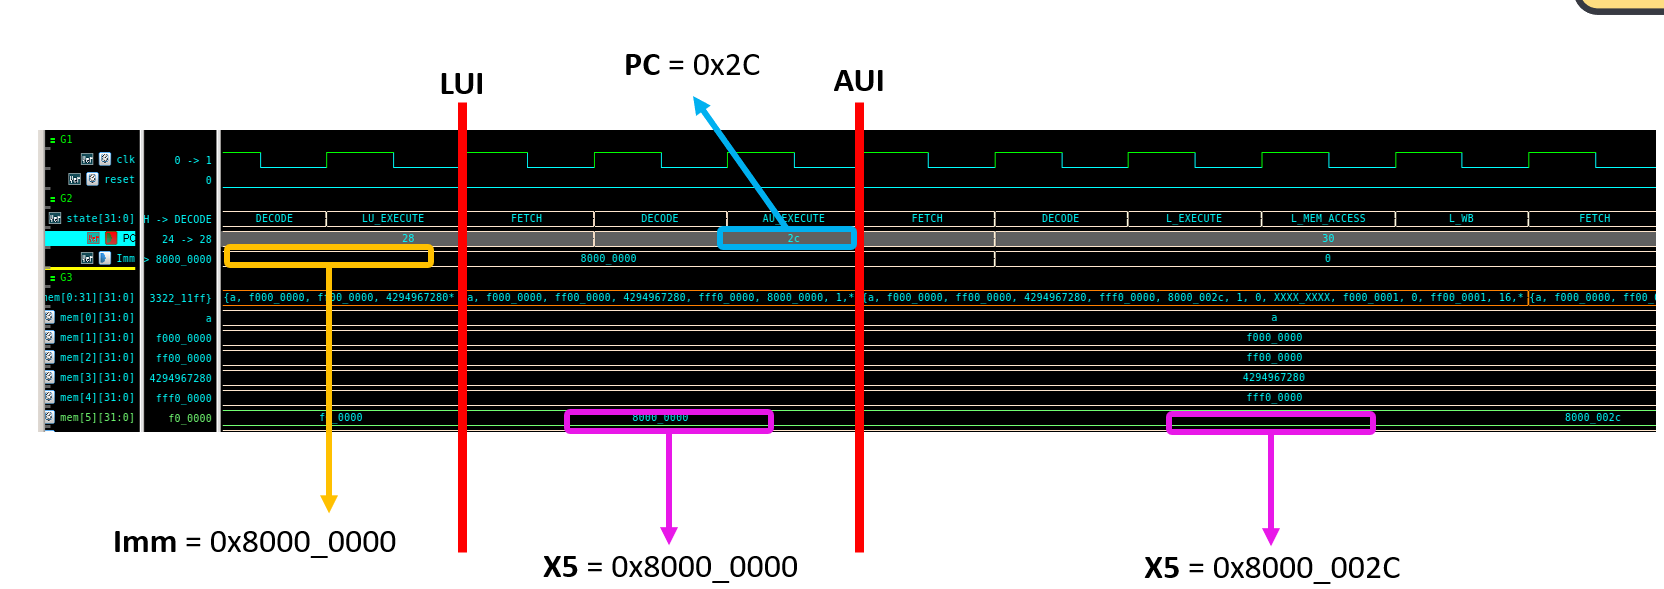 PC = 0x2C
LUI
AUI
G1
clk 0 -> 1
reset 0
G2
state[31:0] H -> DECODE DECODE LU_EXECUTE FETCH DECODE AU_EXECUTE FETCH DECODE L_EXECUTE L_MEM_ACCESS L_WB FETCH
PC 24 -> 28 28 2c 30
Imm > 8000_0000 8000_0000 0
G3
mem[0:31][31:0] 3322_11ff} {a, f000_0000, ff00_0000, 4294967280* a, f000_0000, ff00_0000, 4294967280, fff0_0000, 8000_0000, 1,* {a, f000_0000, ff00_0000, 4294967280, fff0_0000, 8000_002c, 1, 0, XXXX_XXXX, f000_0001, 0, ff00_0001, 16,* {a, f000_0000, ff00_
mem[0][31:0] a a
mem[1][31:0] f000_0000 f000_0000
mem[2][31:0] ff00_0000 ff00_0000
mem[3][31:0] 4294967280 4294967280
mem[4][31:0] fff0_0000 fff0_0000
mem[5][31:0] f0_0000 8000_0000 8000_002c
Imm = 0x8000_0000
X5 = 0x8000_0000
X5 = 0x8000_002C